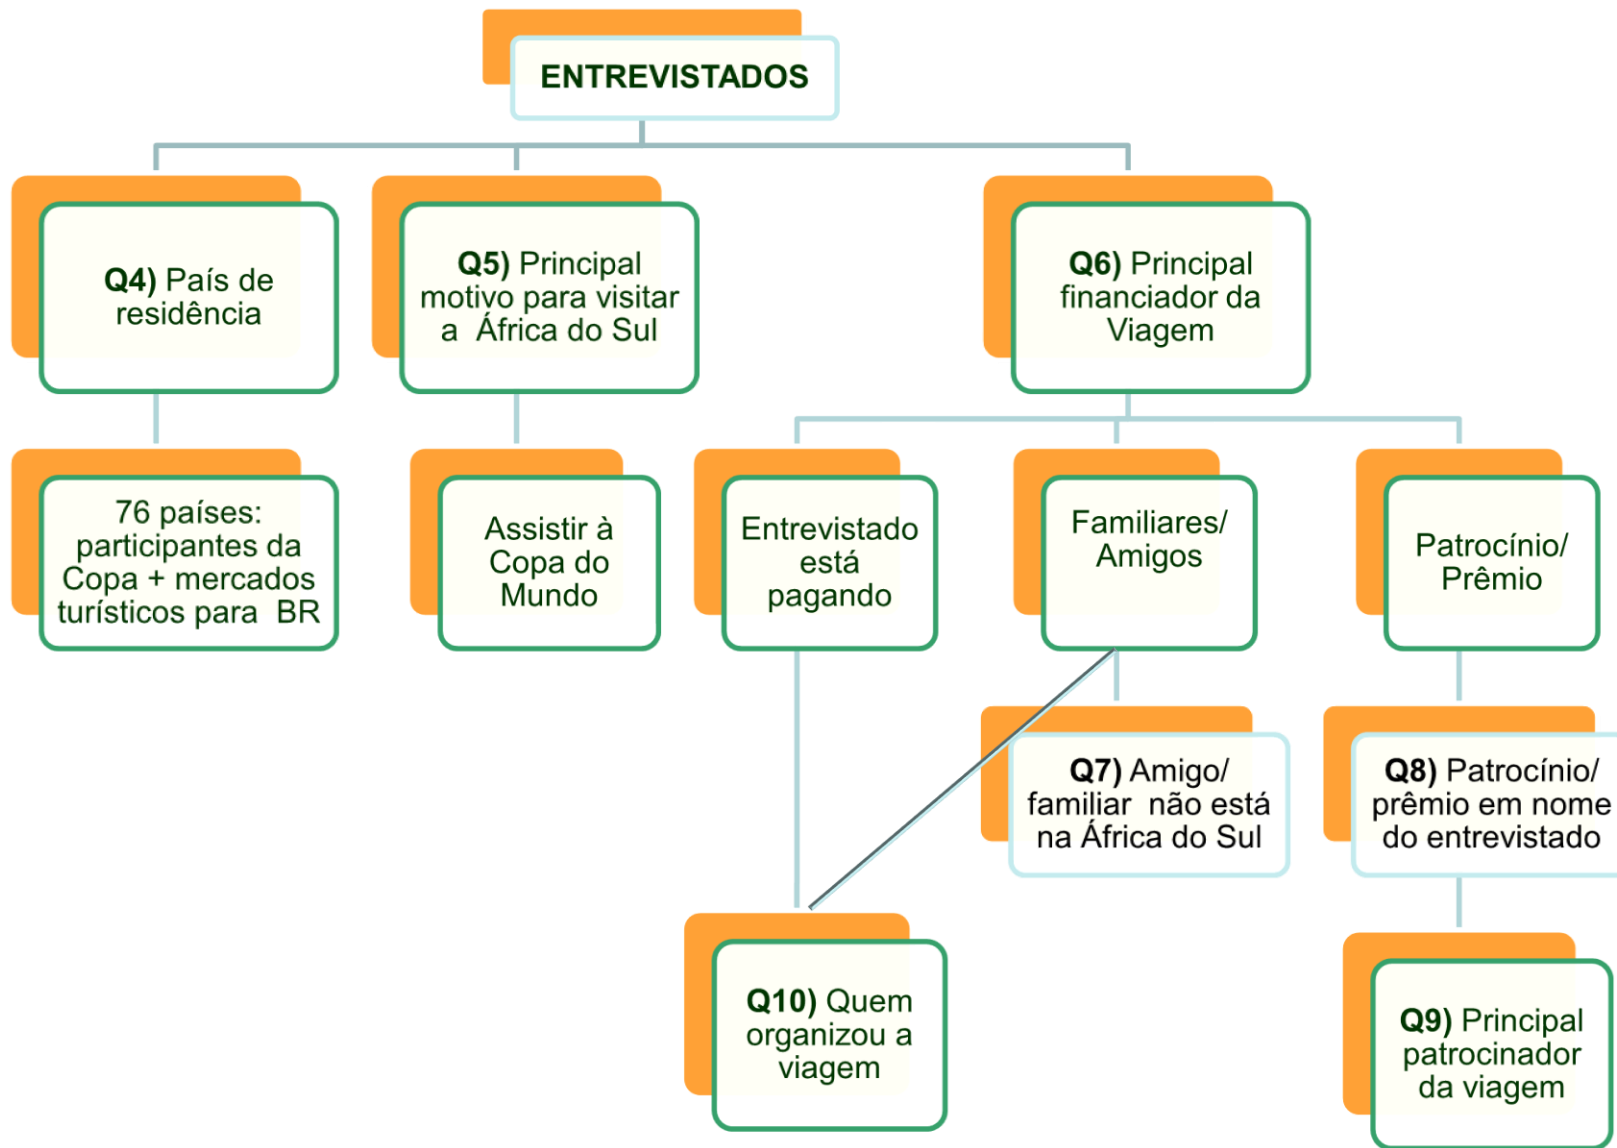 ENTREVISTADOS
Q4) País de
residência
Q5) Principal
motivo para visitar
a África do Sul
Q6) Principal
financiador da
Viagem
76 países:
participantes da
Copa + mercados
turísticos para BR
Assistir à
Copa do
Mundo
Entrevistado
está
pagando
Familiares/
Amigos
Patrocínio/
Prêmio
Q7) Amigo/
familiar não está
na África do Sul
Q8) Patrocínio/
prêmio em nome
do entrevistado
Q10) Quem
organizou a
viagem
Q9) Principal
patrocinador
da viagem